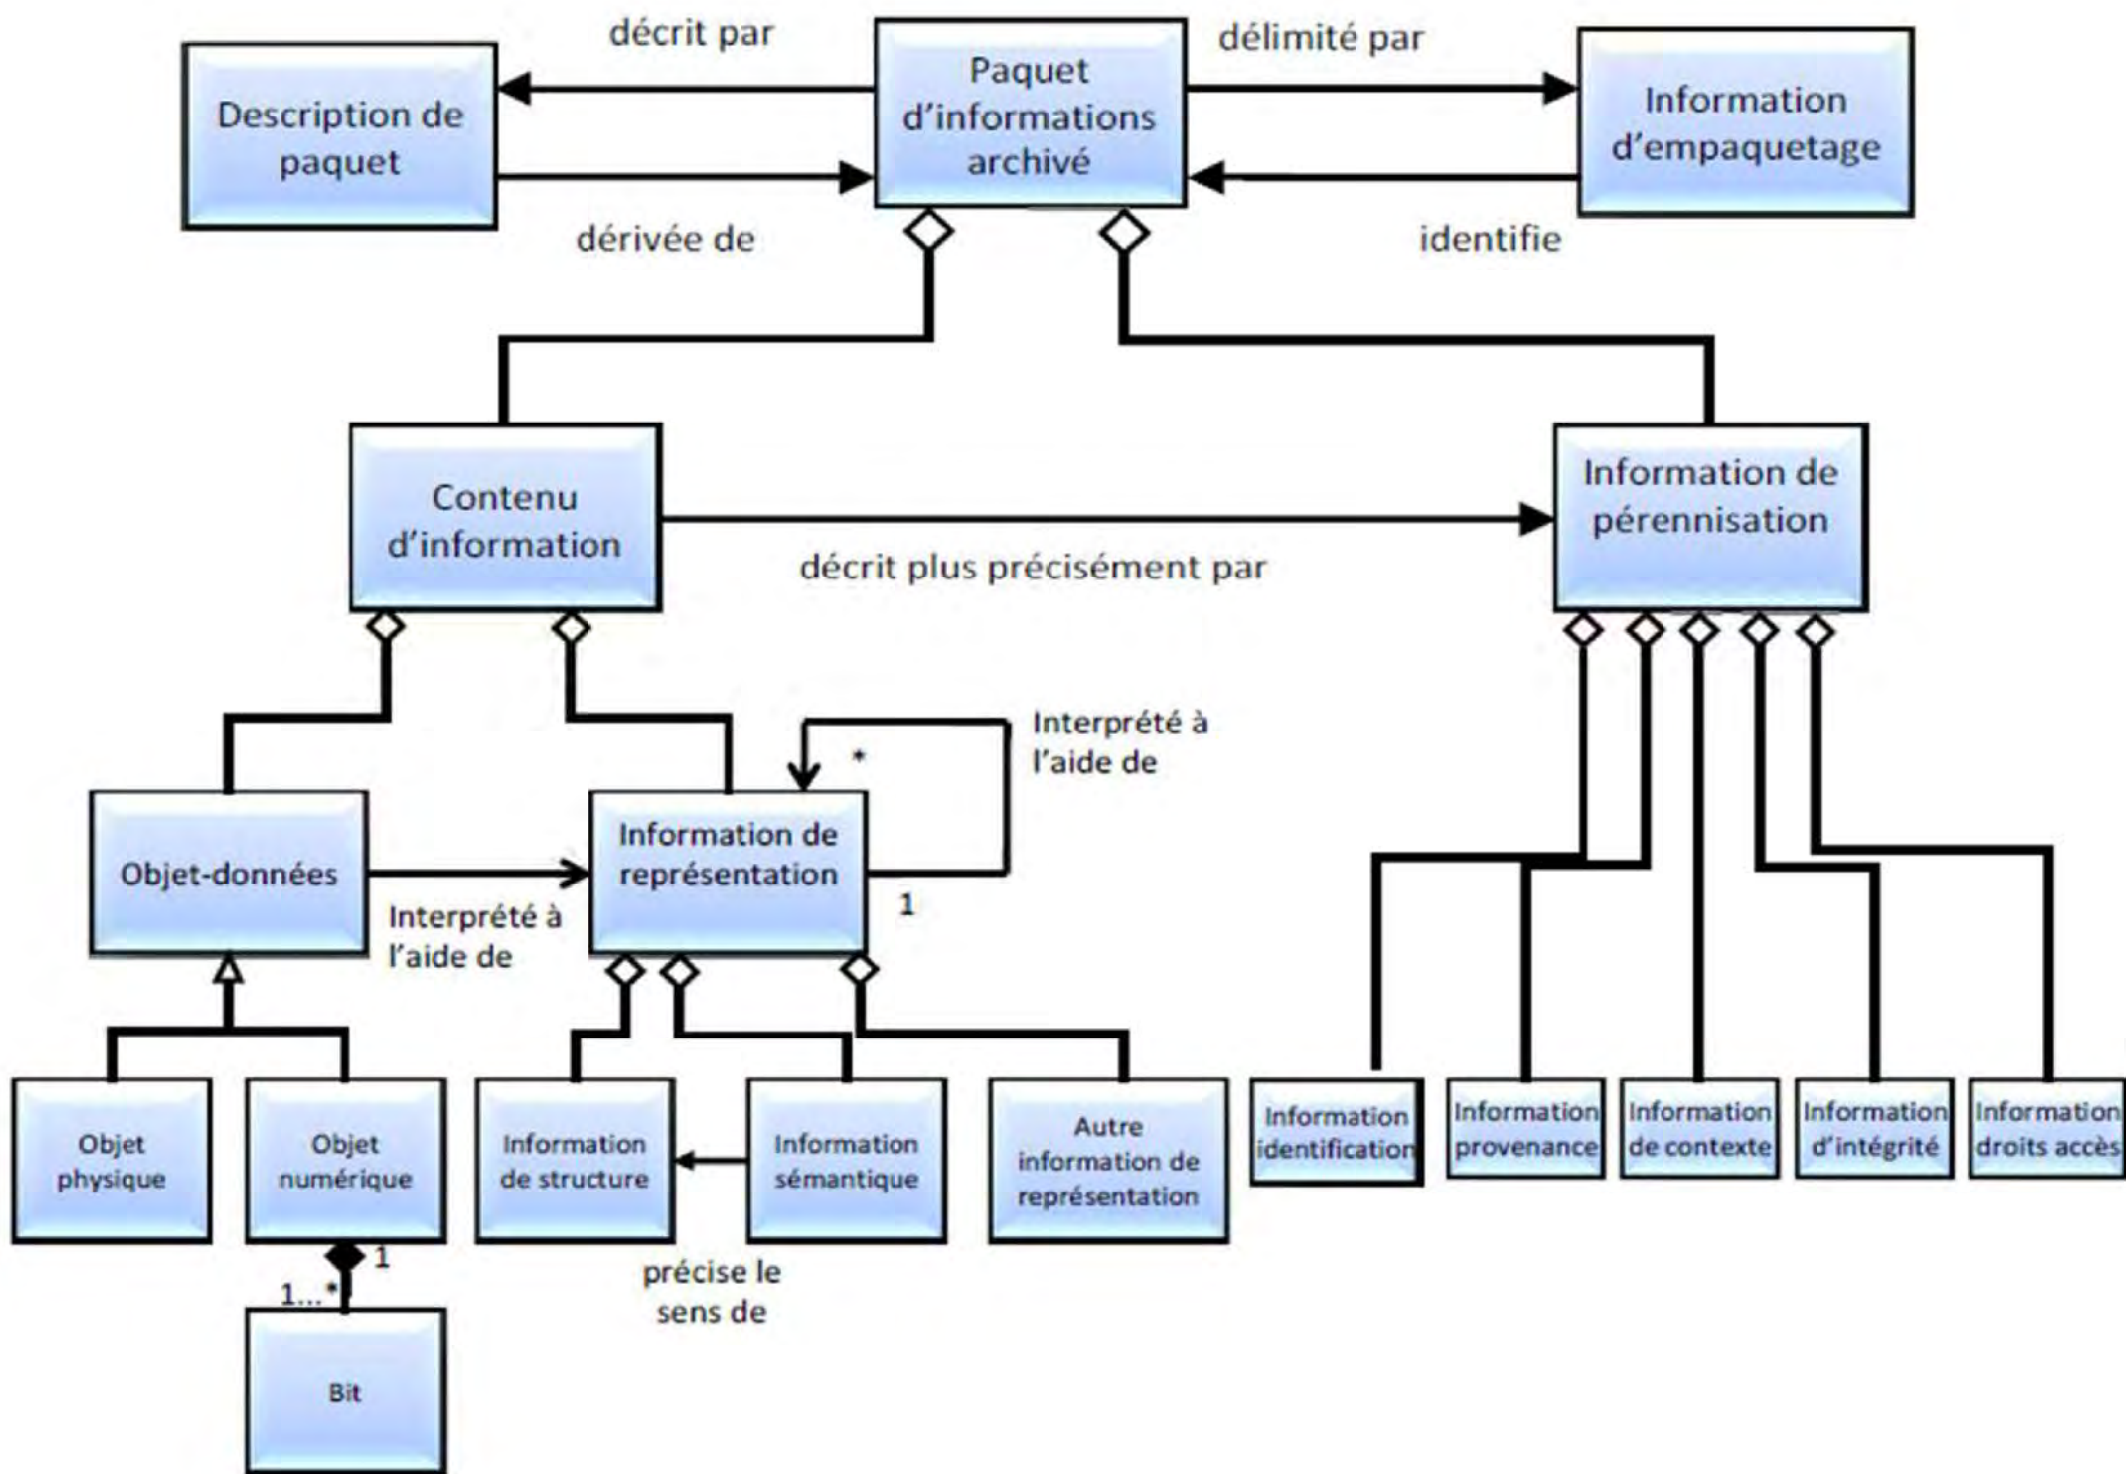 décrit par
délimité par
Description de
paquet
Paquet
d'informations
archivé
Information
d'empaquetage
dérivée de
identifie
Contenu
d'information
décrit plus précisément par
Information de
pérennisation
Interprété à
l'aide de
*
Objet-données
Information de
représentation
1
Interprété à
l'aide de
Objet
physique
Objet
numérique
Information
de structure
Information
sémantique
Autre
information de
représentation
Information
identification
Information
provenance
Information
de contexte
Information
d'intégrité
Information
droits accès
1
1...*
précise le
sens de
Bit